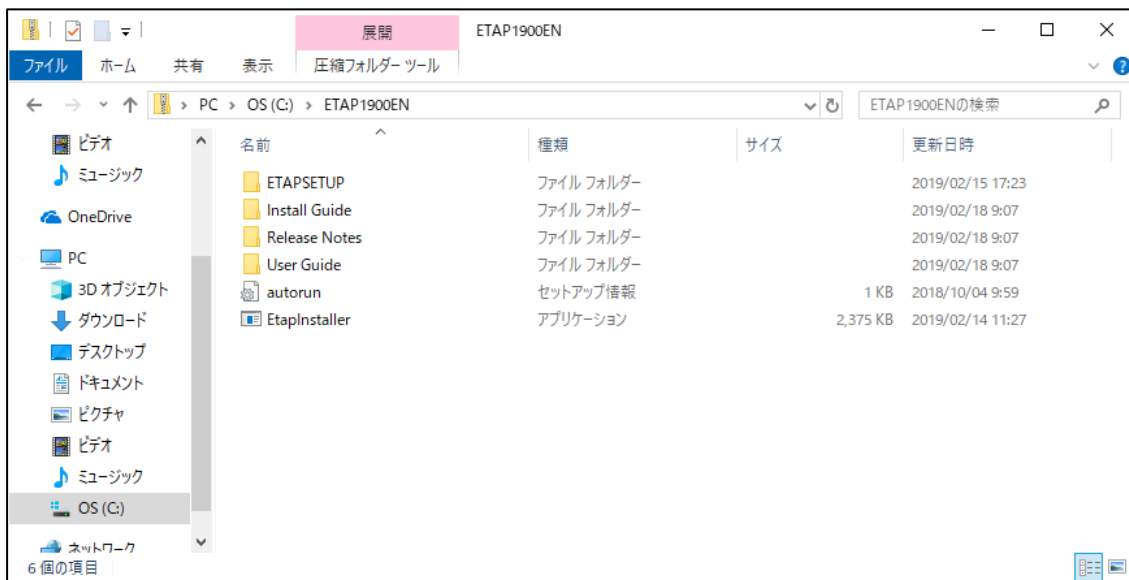 展開 ETAP1900EN
ファイル ホーム 共有 表示 圧縮フォルダー ツール
PC › OS (C:) › ETAP1900EN ETAP1900ENの検索
ビデオ
ミュージック
OneDrive
PC
3D オブジェクト
ダウンロード
デスクトップ
ドキュメント
ピクチャ
ビデオ
ミュージック
OS (C:)
ネットワーク
名前 種類 サイズ 更新日時
ETAPSETUP ファイル フォルダー 2019/02/15 17:23
Install Guide ファイル フォルダー 2019/02/18 9:07
Release Notes ファイル フォルダー 2019/02/18 9:07
User Guide ファイル フォルダー 2019/02/18 9:07
autorun セットアップ情報 1 KB 2018/10/04 9:59
EtapInstaller アプリケーション 2,375 KB 2019/02/14 11:27
6 個の項目